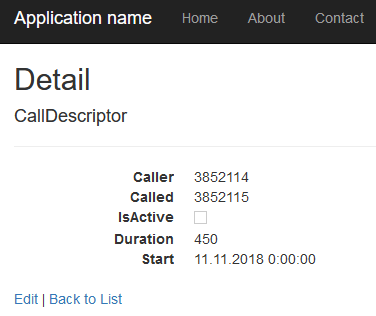 Application name Home About Contact
Detail
CallDescriptor
Caller 3852114
Called 3852115
IsActive
Duration 450
Start 11.11.2018 0:00:00
Edit | Back to List